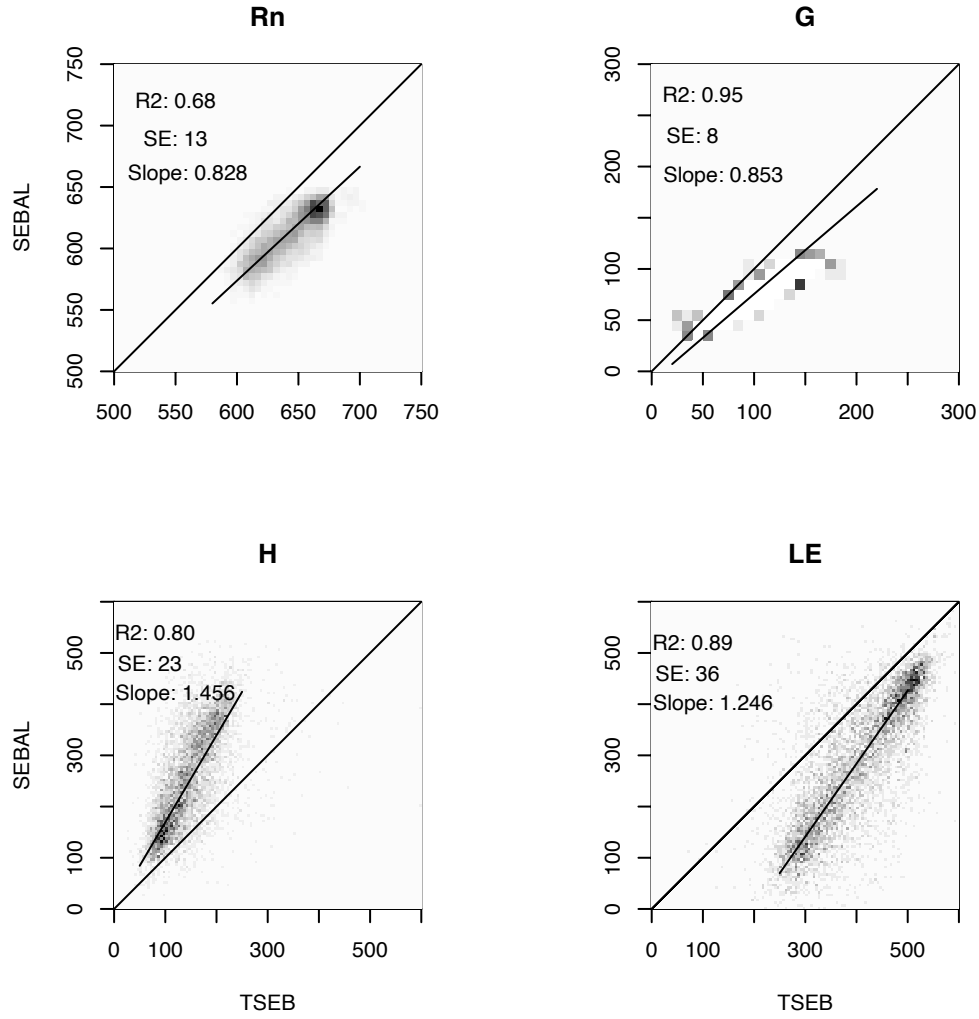 Rn
750
700
650
600
550
500
SEBAL
R2: 0.68
SE: 13
Slope: 0.828
500 550 600 650 700 750
G
300
200
100
50
0
R2: 0.95
SE: 8
Slope: 0.853
0 50 100 200 300
H
500
300
100
0
SEBAL
R2: 0.80
SE: 23
Slope: 1.456
0 100 300 500
TSEB
LE
500
300
100
0
R2: 0.89
SE: 36
Slope: 1.246
0 100 300 500
TSEB